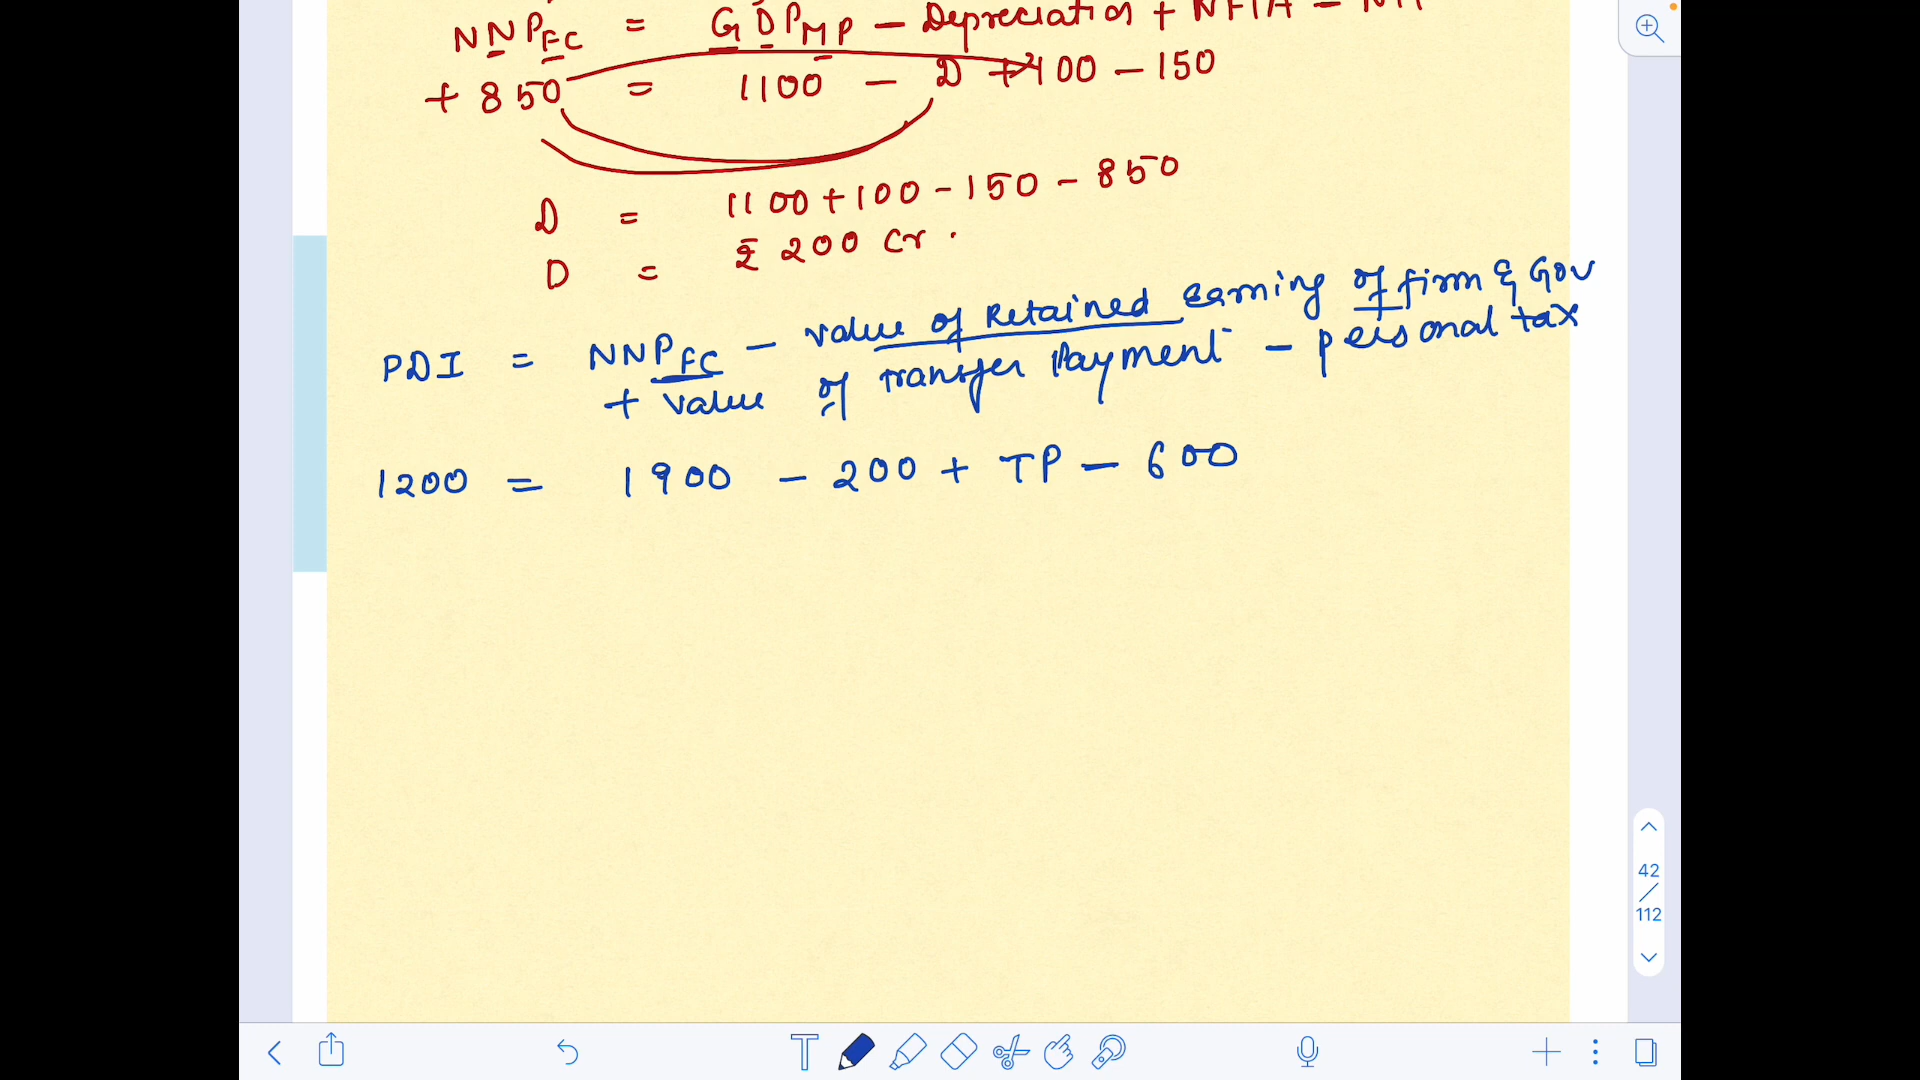 NNPFC = GDPMP - Depreciation + NFIA - NIT
+ 850 = 1100 - D + 100 - 150
D = 1100 + 100 - 150 - 850
D = ₹ 200 Cr.
PDI = NNPFC - value of Retained earning of firm & Gov
+ value of transfer Payment - personal tax
1200 = 1900 - 200 + TP - 600
42
112
T